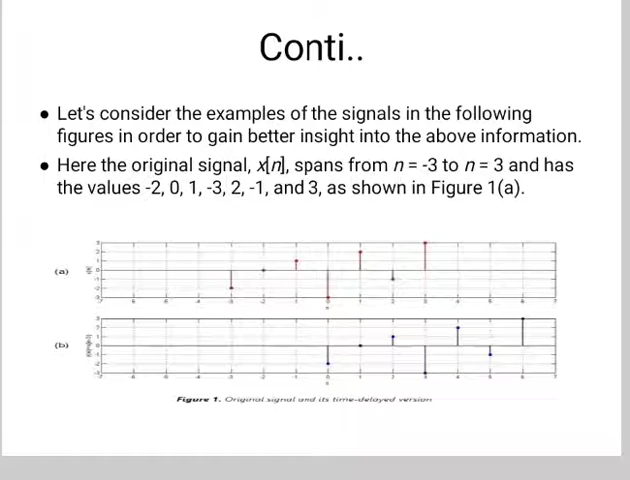 Conti..
● Let's consider the examples of the signals in the following
figures in order to gain better insight into the above information.
● Here the original signal, x[n], spans from n = -3 to n = 3 and has
the values -2, 0, 1, -3, 2, -1, and 3, as shown in Figure 1(a).
(a)
(b)
Figure 1. Original signal and its time-delayed version